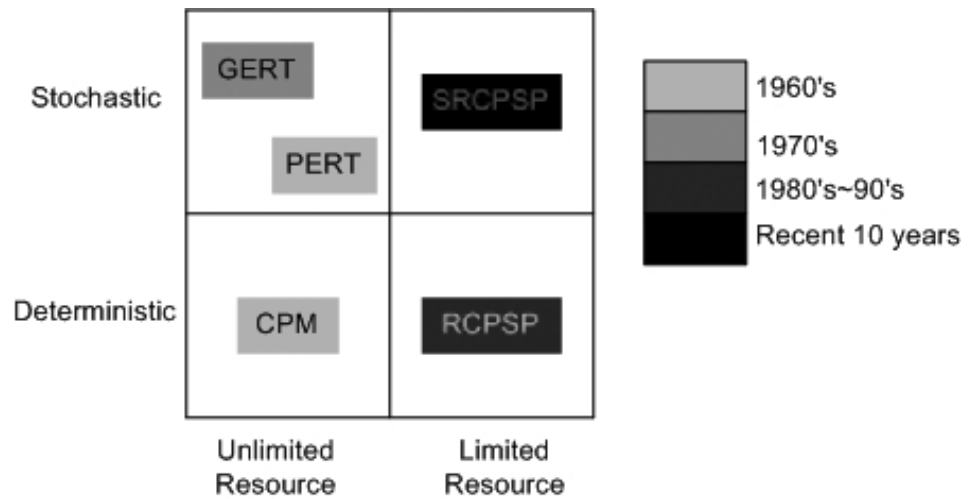 GERT
Stochastic
SRCPSP
PERT
Deterministic
CPM
RCPSP
Unlimited
Resource
Limited
Resource
1960's
1970's
1980's~90's
Recent 10 years